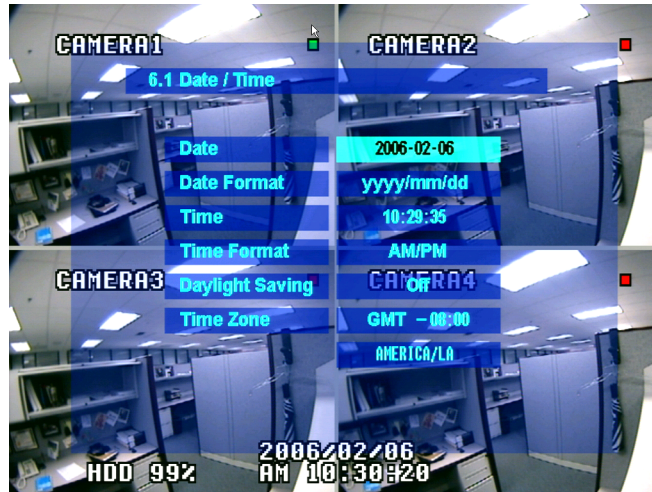 CAMERA1 CAMERA2
6.1 Date / Time
Date 2006-02-06
Date Format yyyy/mm/dd
Time 10:29:35
Time Format AM/PM
CAMERA3 CAMERA4
Daylight Saving Off
Time Zone GMT - 08:00
AMERICA/LA
2006/02/06
HDD 99% AM 10:30:20